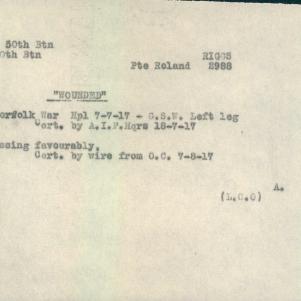 50th Btn
0th Btn RIGGS
Pte Roland 2988
"WOUNDED"
orfolk War Hpl 7-7-17 - G.S.W. Left leg
Cert. by A.I.F.Hqrs 18-7-17
ssing favourably.
Cert. by wire from O.C. 7-8-17
A.
(L.C.O)